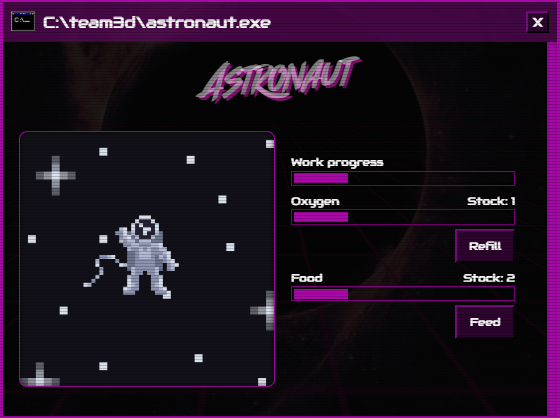 C:\team3d\astronaut.exe
X
ASTRONAUT
Work progress
Oxygen Stock: 1
Refill
Food Stock: 2
Feed